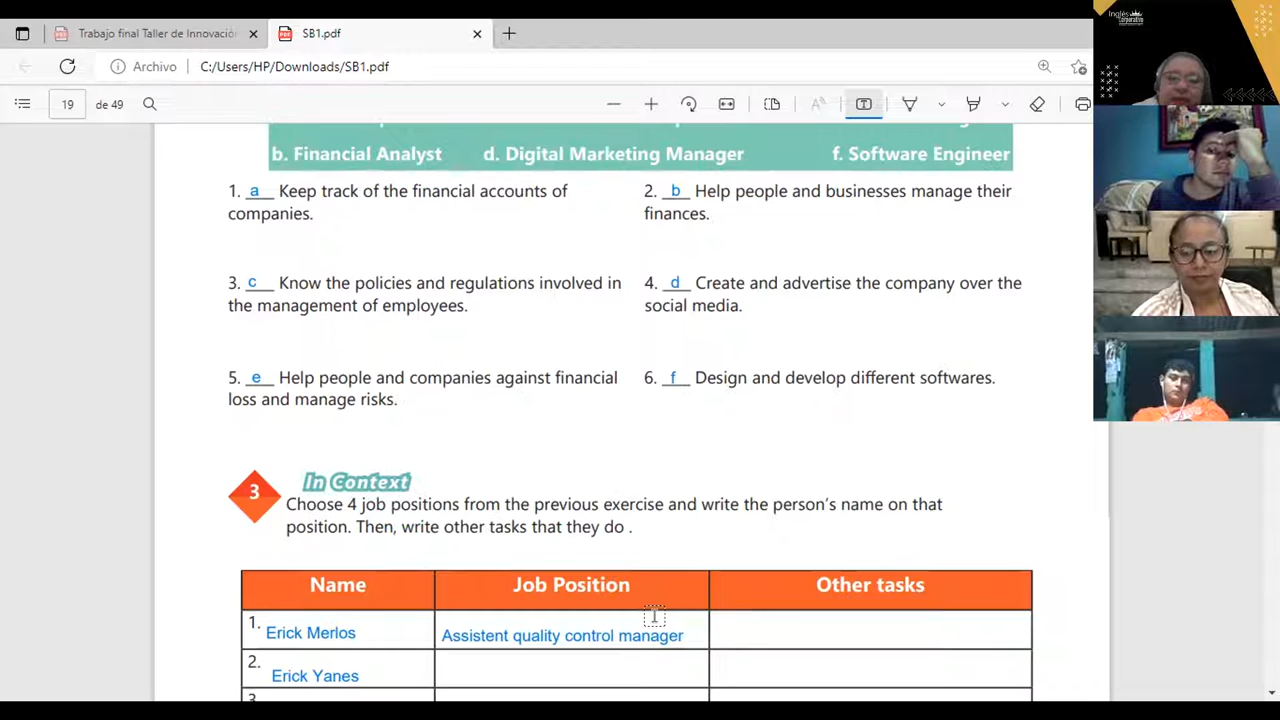 Trabajo final Taller de Innovació
SB1.pdf
Archivo
C:/Users/HP/Downloads/SB1.pdf
19
de 49
b. Financial Analyst
d. Digital Marketing Manager
f. Software Engineer
1. a Keep track of the financial accounts of
companies.
2. b Help people and businesses manage their
finances.
3. c Know the policies and regulations involved in
the management of employees.
4. d Create and advertise the company over the
social media.
5. e Help people and companies against financial
loss and manage risks.
6. f Design and develop different softwares.
3
In Context
Choose 4 job positions from the previous exercise and write the person's name on that
position. Then, write other tasks that they do .
Name
Job Position
Other tasks
1. Erick Merlos
Assistent quality control manager
2. Erick Yanes
3.
Inglés
Corporativo